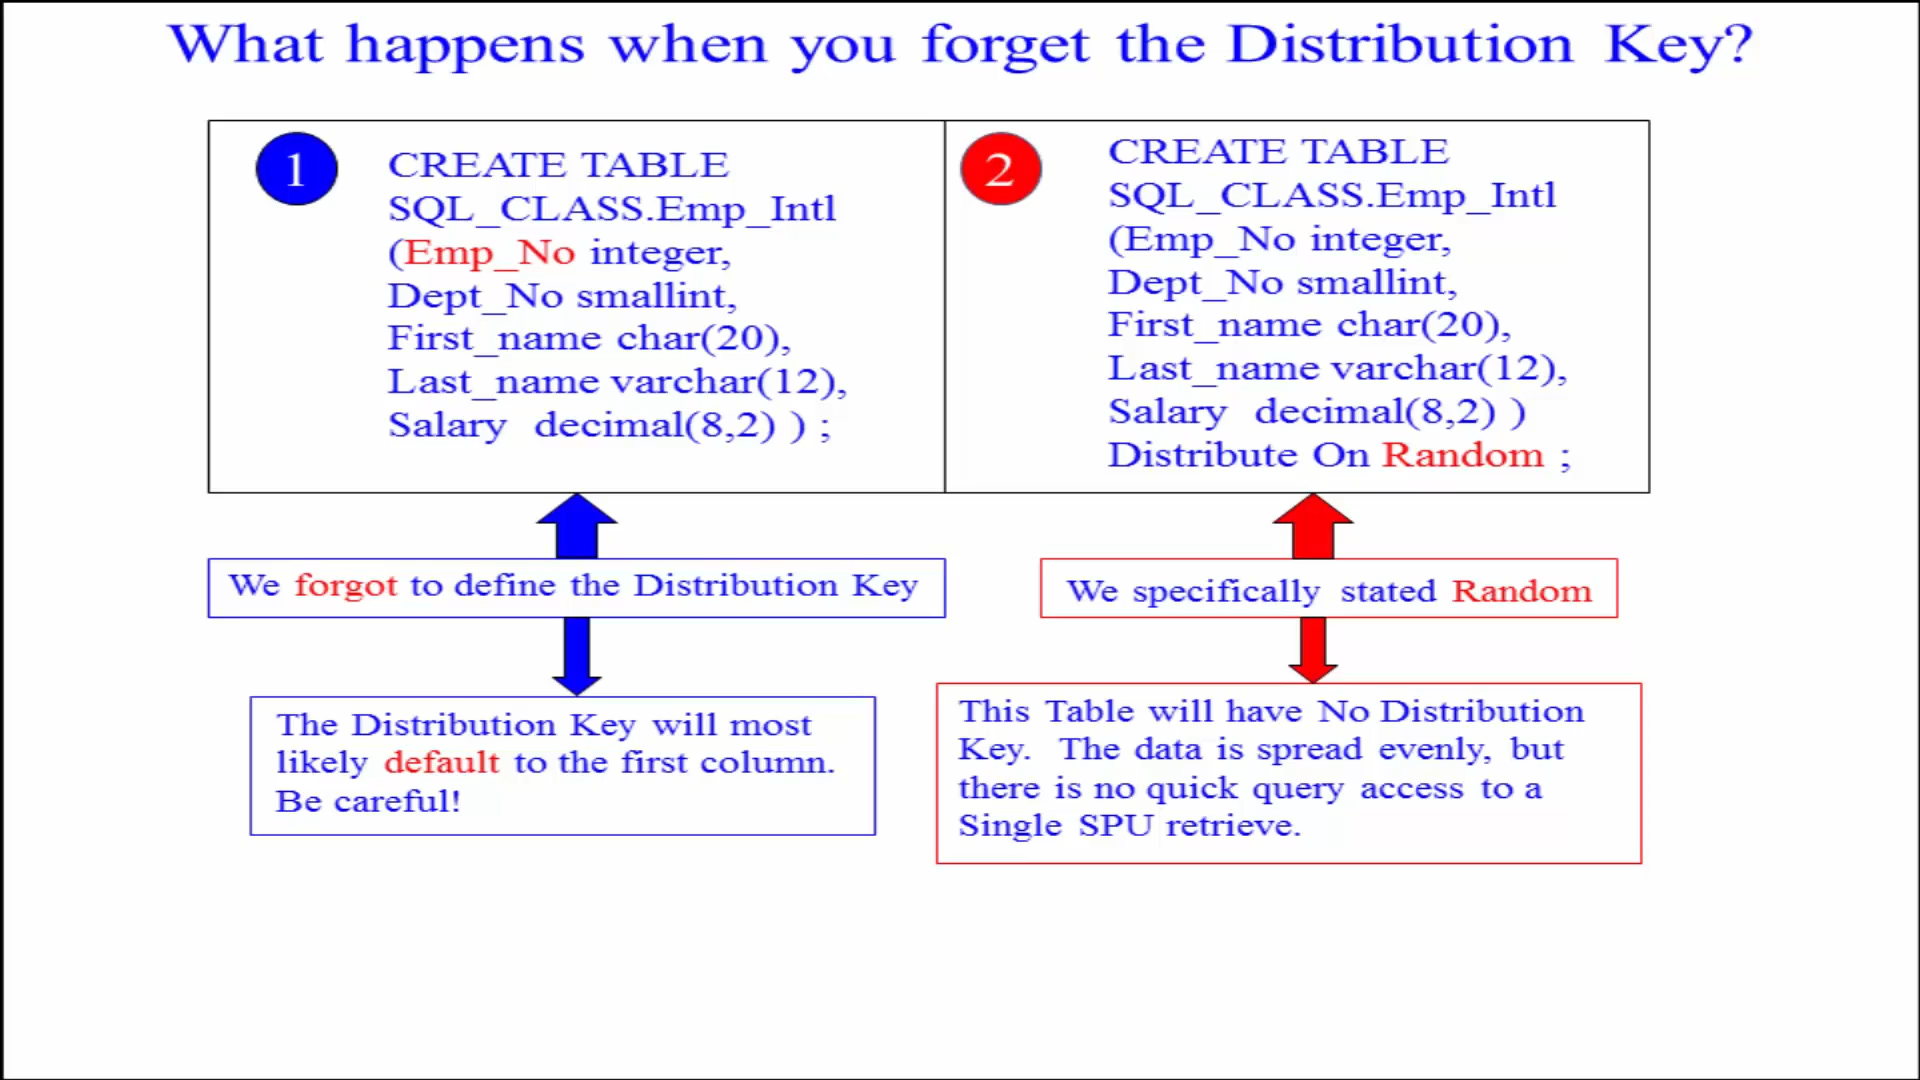 What happens when you forget the Distribution Key?
1
CREATE TABLE
SQL_CLASS.Emp_Intl
(Emp_No integer,
Dept_No smallint,
First_name char(20),
Last_name varchar(12),
Salary decimal(8,2) ) ;
2
CREATE TABLE
SQL_CLASS.Emp_Intl
(Emp_No integer,
Dept_No smallint,
First_name char(20),
Last_name varchar(12),
Salary decimal(8,2) )
Distribute On Random ;
We forgot to define the Distribution Key
We specifically stated Random
The Distribution Key will most
likely default to the first column.
Be careful!
This Table will have No Distribution
Key. The data is spread evenly, but
there is no quick query access to a
Single SPU retrieve.